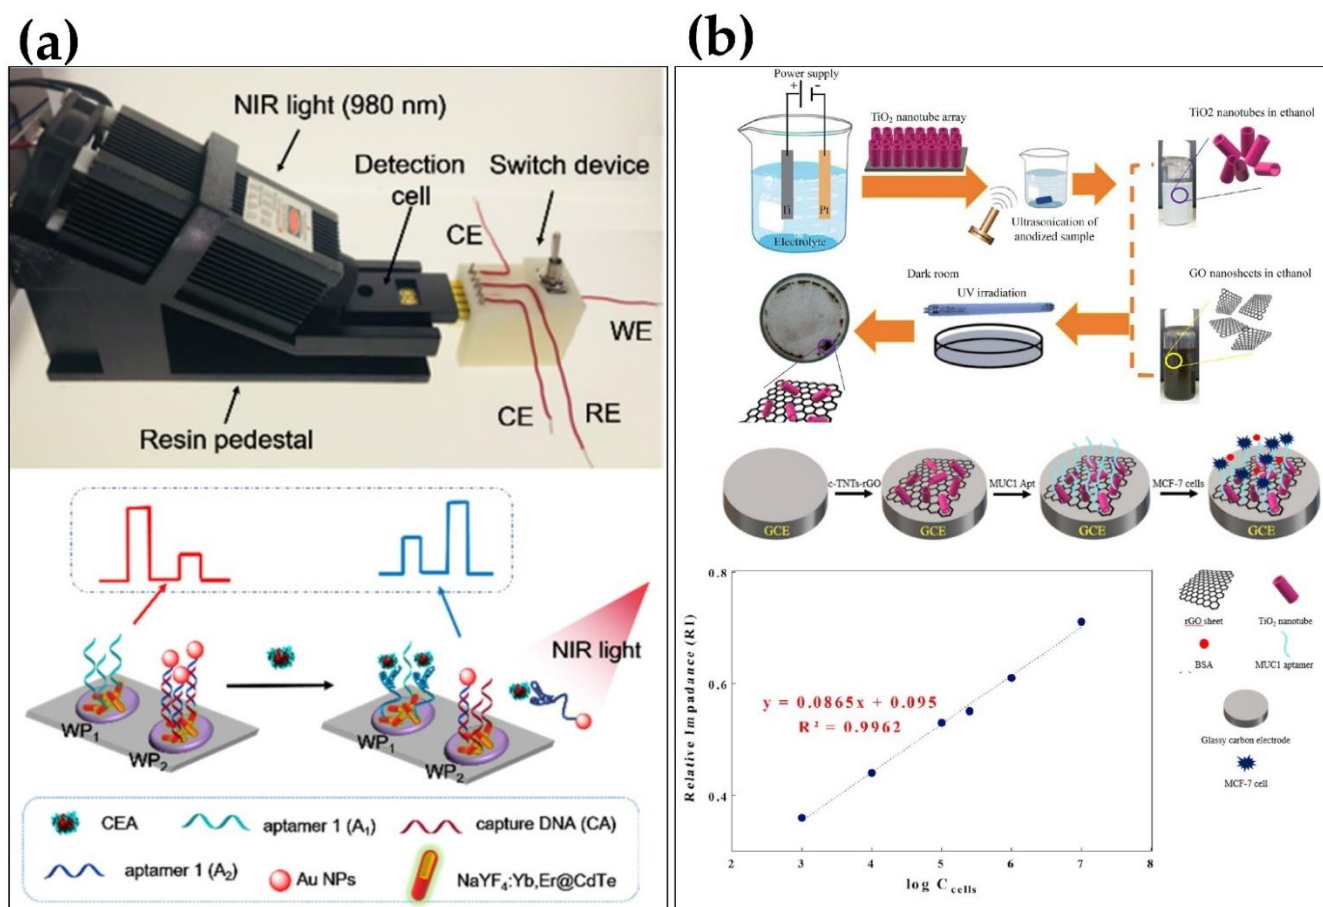 (a)
NIR light (980 nm)
Detection
cell
Switch device
CE
WE
CE
RE
Resin pedestal
NIR light
WP₁
WP₂
WP₁
WP₂
CEA
aptamer 1 (A₁)
capture DNA (CA)
aptamer 1 (A₂)
Au NPs
NaYF₄:Yb,Er@CdTe
(b)
Power supply
+ -
TiO₂ nanotube array
TiO2 nanotubes in ethanol
Ti
Pt
Electrolyte
Ultrasonication of
anodized sample
Dark room
UV irradiation
GO nanosheets in ethanol
c-TNTs-rGO
MUC1 Apt
MCF-7 cells
GCE
GCE
GCE
GCE
0.8
0.6
0.4
Relative Impadance (RI)
y = 0.0865x + 0.095
R² = 0.9962
2 3 4 5 6 7 8
log C cells
rGO sheet
TiO₂ nanotube
BSA
MUC1 aptamer
Glassy carbon electrode
MCF-7 cell